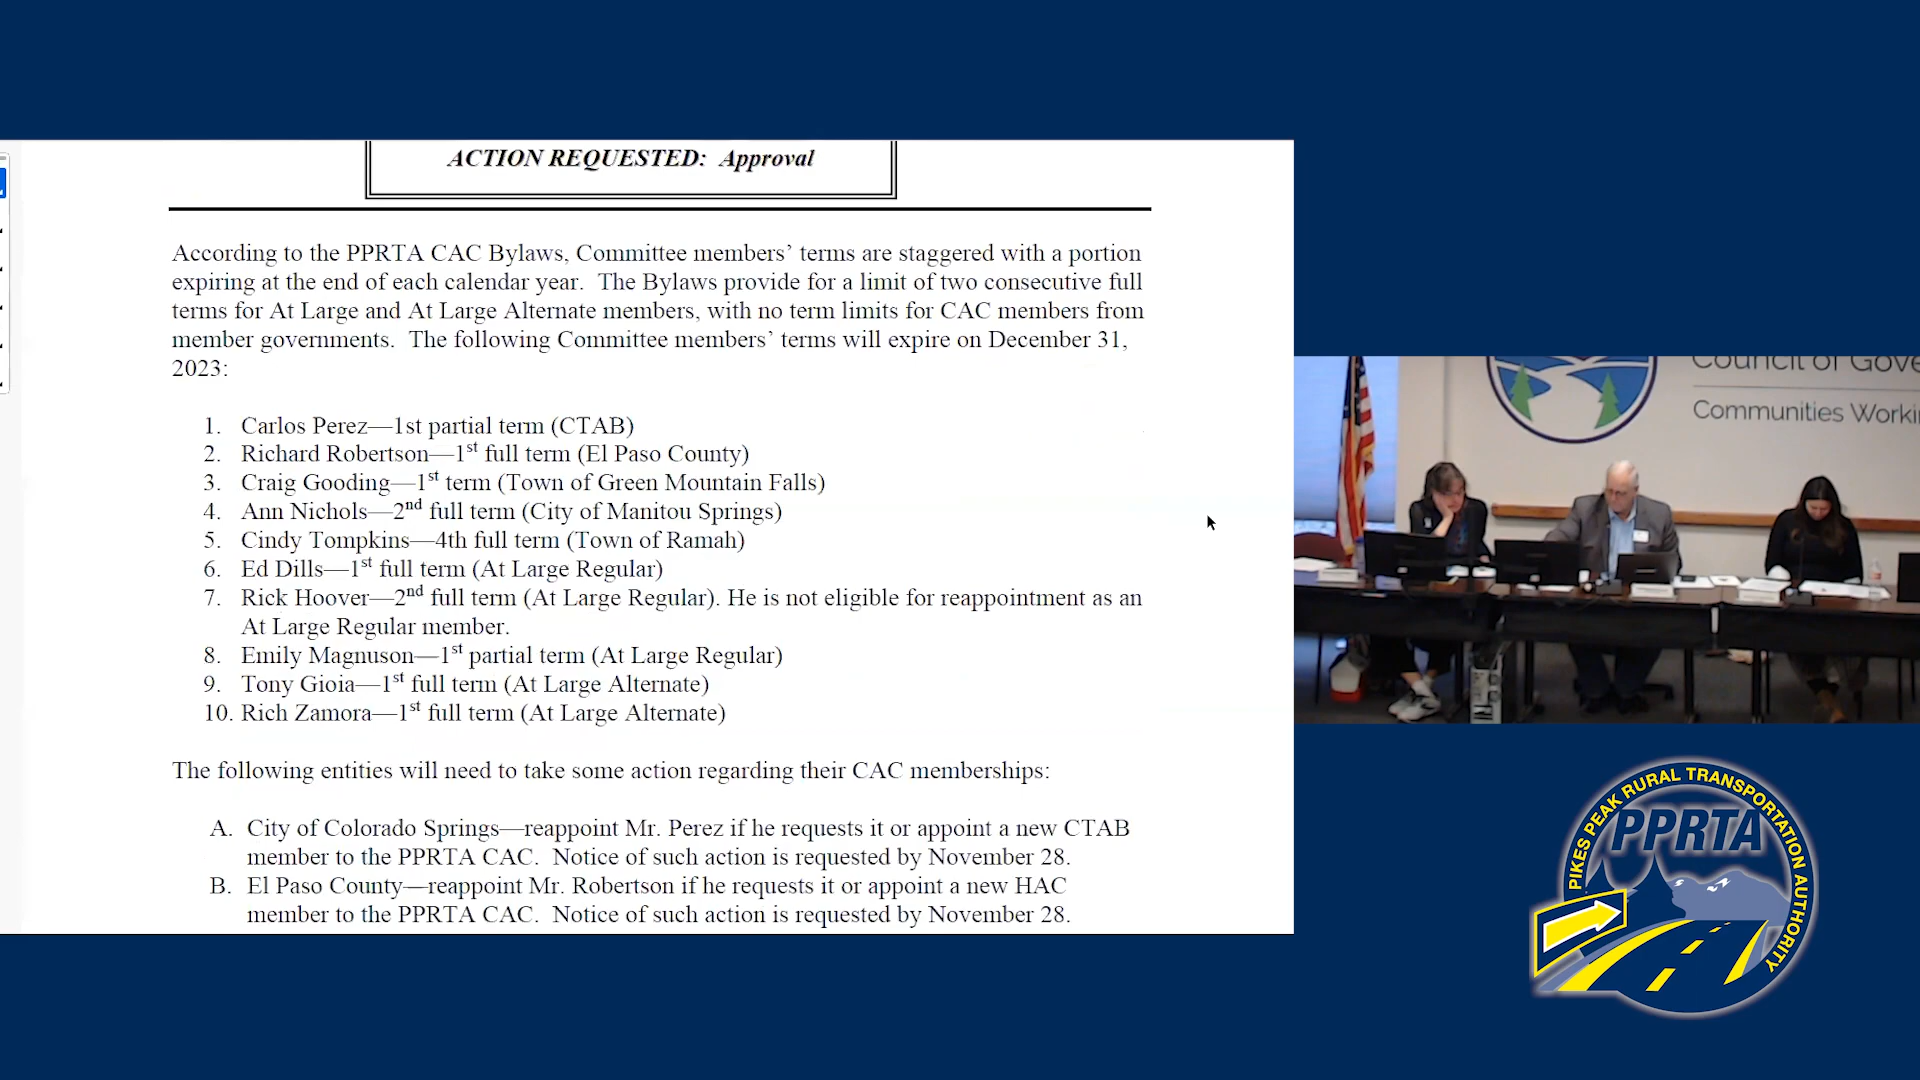 ACTION REQUESTED: Approval
According to the PPRTA CAC Bylaws, Committee members’ terms are staggered with a portion
expiring at the end of each calendar year. The Bylaws provide for a limit of two consecutive full
terms for At Large and At Large Alternate members, with no term limits for CAC members from
member governments. The following Committee members’ terms will expire on December 31,
2023:
1. Carlos Perez—1st partial term (CTAB)
2. Richard Robertson—1st full term (El Paso County)
3. Craig Gooding—1st term (Town of Green Mountain Falls)
4. Ann Nichols—2nd full term (City of Manitou Springs)
5. Cindy Tompkins—4th full term (Town of Ramah)
6. Ed Dills—1st full term (At Large Regular)
7. Rick Hoover—2nd full term (At Large Regular). He is not eligible for reappointment as an
At Large Regular member.
8. Emily Magnuson—1st partial term (At Large Regular)
9. Tony Gioia—1st full term (At Large Alternate)
10. Rich Zamora—1st full term (At Large Alternate)
The following entities will need to take some action regarding their CAC memberships:
A. City of Colorado Springs—reappoint Mr. Perez if he requests it or appoint a new CTAB
member to the PPRTA CAC. Notice of such action is requested by November 28.
B. El Paso County—reappoint Mr. Robertson if he requests it or appoint a new HAC
member to the PPRTA CAC. Notice of such action is requested by November 28.
Council of Gove
Communities Workin
PIKES PEAK RURAL TRANSPORTATION AUTHORITY
PPRTA